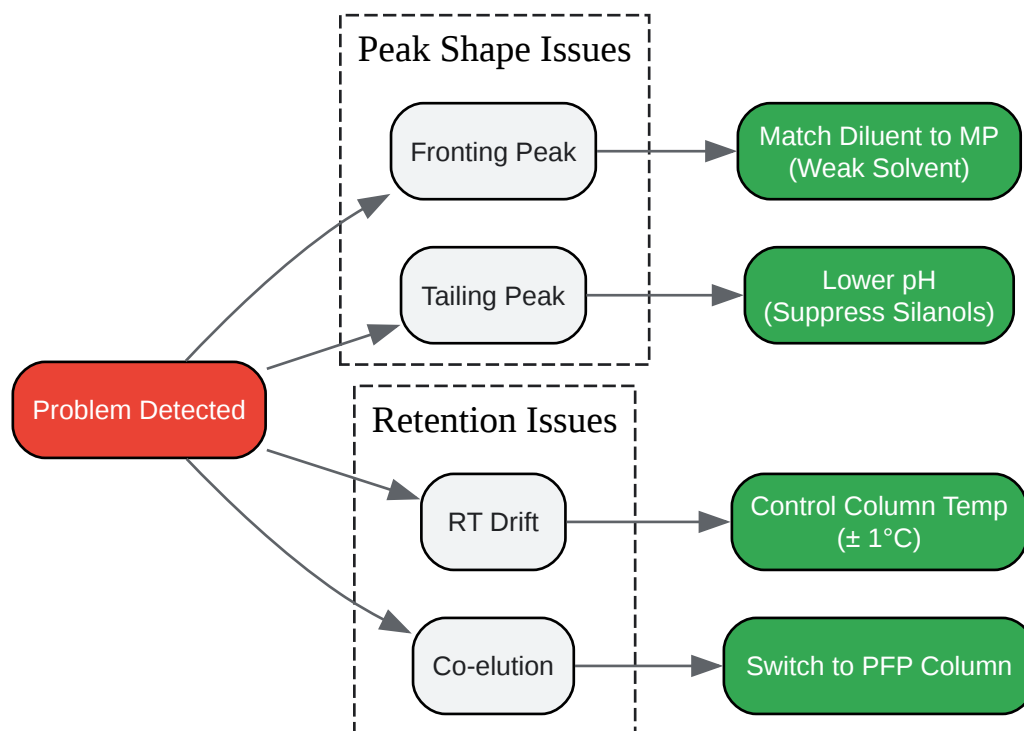 Problem Detected
Peak Shape Issues
Fronting Peak
Match Diluent to MP
(Weak Solvent)
Tailing Peak
Lower pH
(Suppress Silanols)
Retention Issues
RT Drift
Control Column Temp
(± 1°C)
Co-elution
Switch to PFP Column